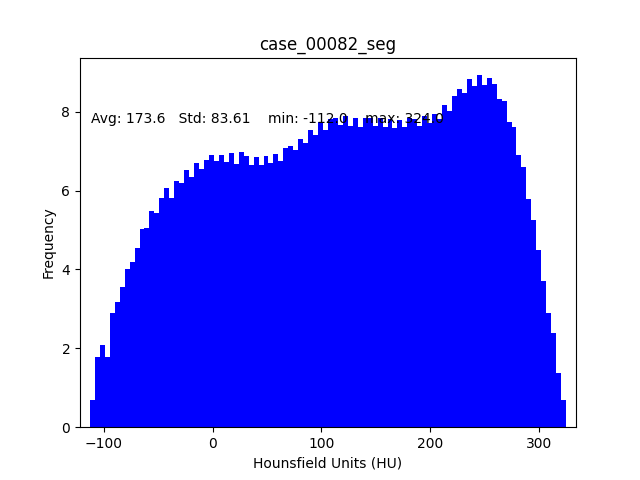 case_00082_seg
Avg: 173.6 Std: 83.61 min: -112.0 max: 324.0
8
6
4
2
0
Frequency
−100 0 100 200 300
Hounsfield Units (HU)